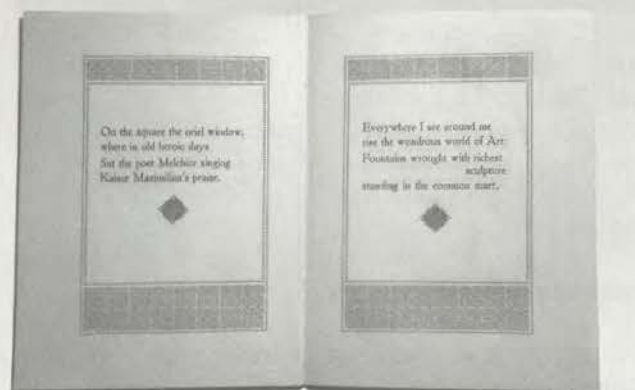 On the square the oriel window,
where in old heroic days
Sat the poet Melchior singing
Kaiser Maximilian's praise.
Everywhere I see around me
rise the wondrous world of Art:
Fountains wrought with richest
sculpture
standing in the common mart,